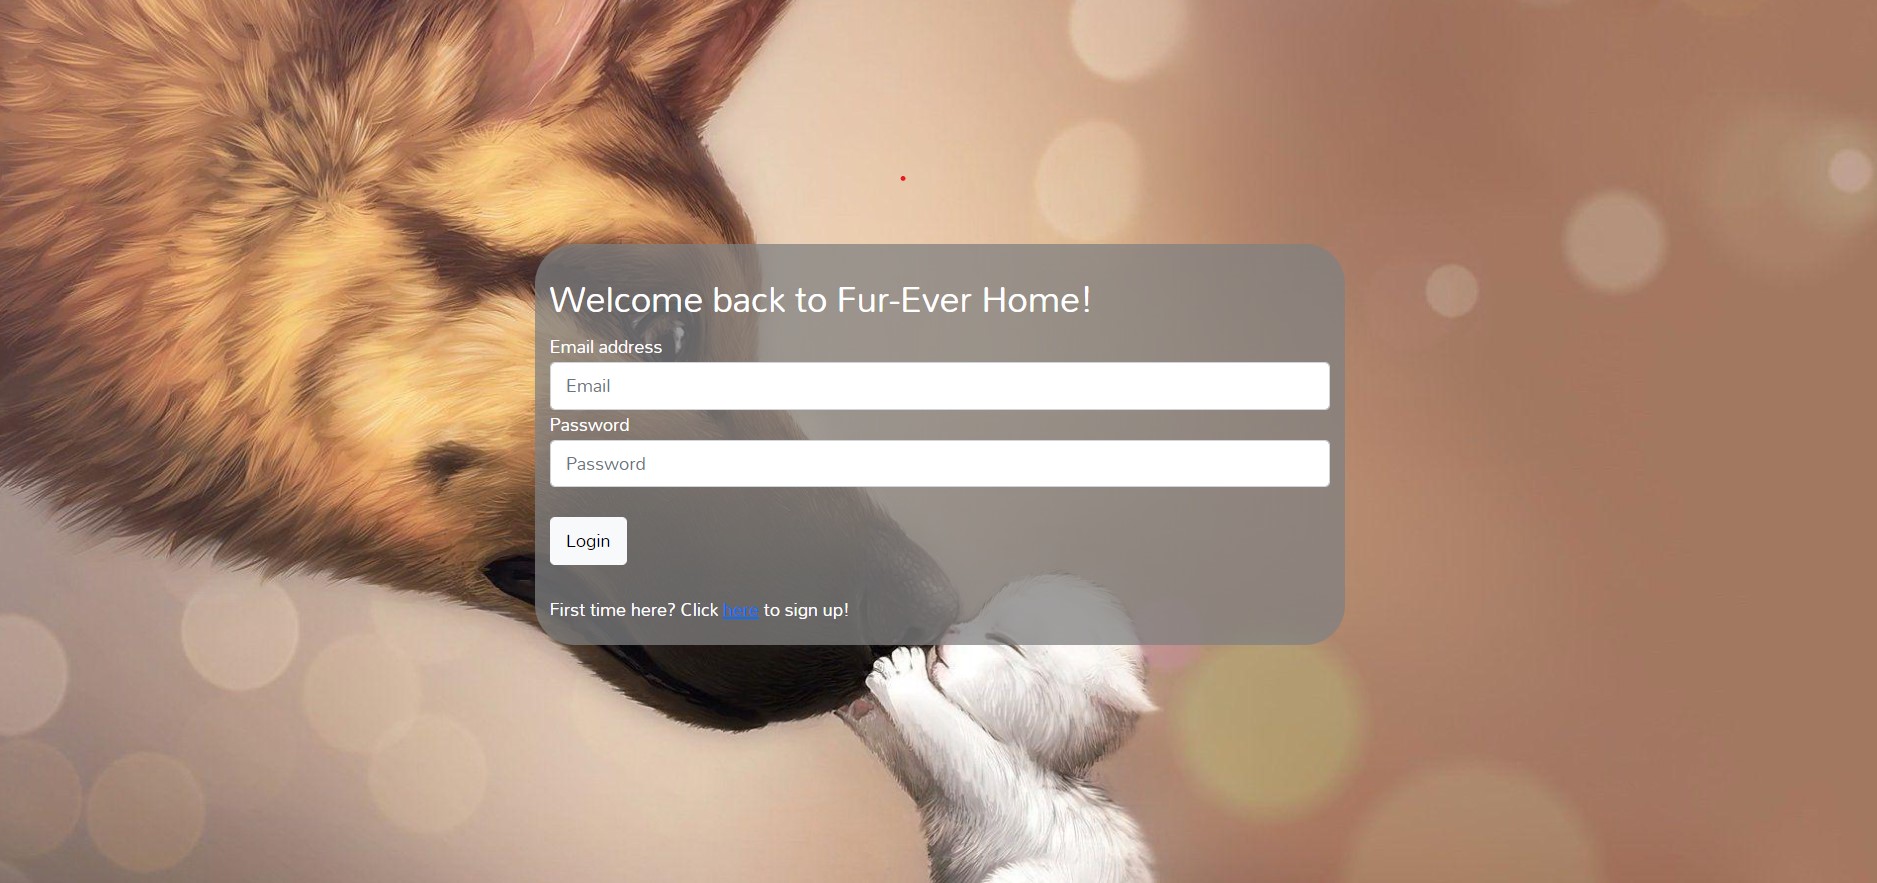 Welcome back to Fur-Ever Home!
Email address
Email
Password
Password
Login
First time here? Click here to sign up!